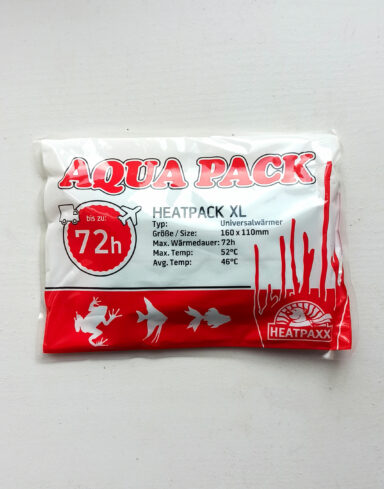 AQUA PACK
bis zu:
72h
HEATPACK XL
Typ: Universalwärmer
Größe / Size: 160 x 110mm
Max. Wärmedauer: 72h
Max. Temp: 52°C
Avg. Temp: 46°C
HEATPAXX